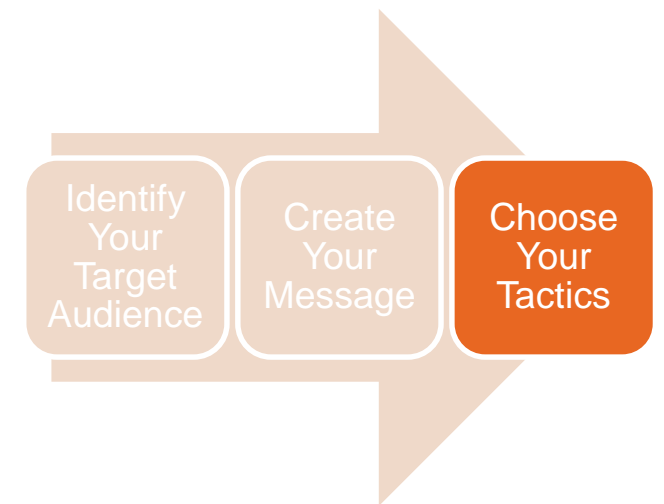 Identify
Your
Target
Audience
Create
Your
Message
Choose
Your
Tactics